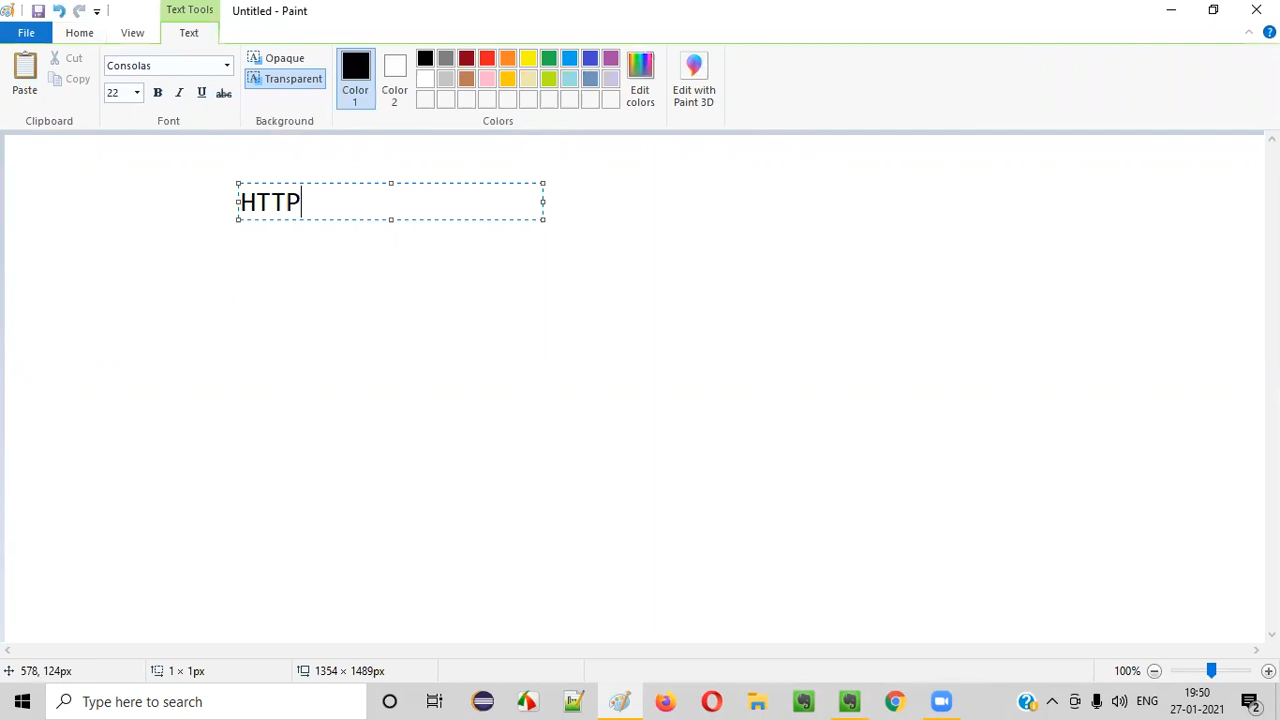 Text Tools
Untitled - Paint
File
Home
View
Text
Paste
Cut
Copy
Clipboard
Consolas
22
B
I
U
abc
Font
Opaque
Transparent
Background
Color
1
Color
2
Edit
colors
Colors
Edit with
Paint 3D
HTTP
578, 124px
1 × 1px
1354 × 1489px
100%
Type here to search
ENG
19:50
27-01-2021
2